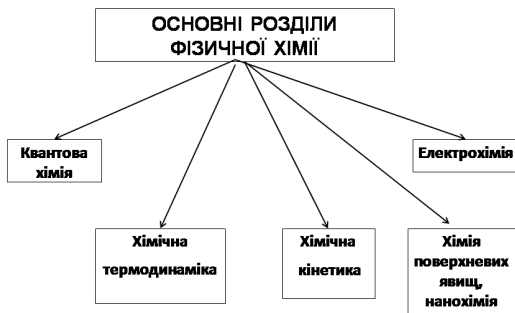 ОСНОВНІ РОЗДІЛИ
ФІЗИЧНОЇ ХІМІЇ
Квантова
хімія
Електрохімія
Хімічна
термодинаміка
Хімічна
кінетика
Хімія
поверхневих
явищ,
нанохімія